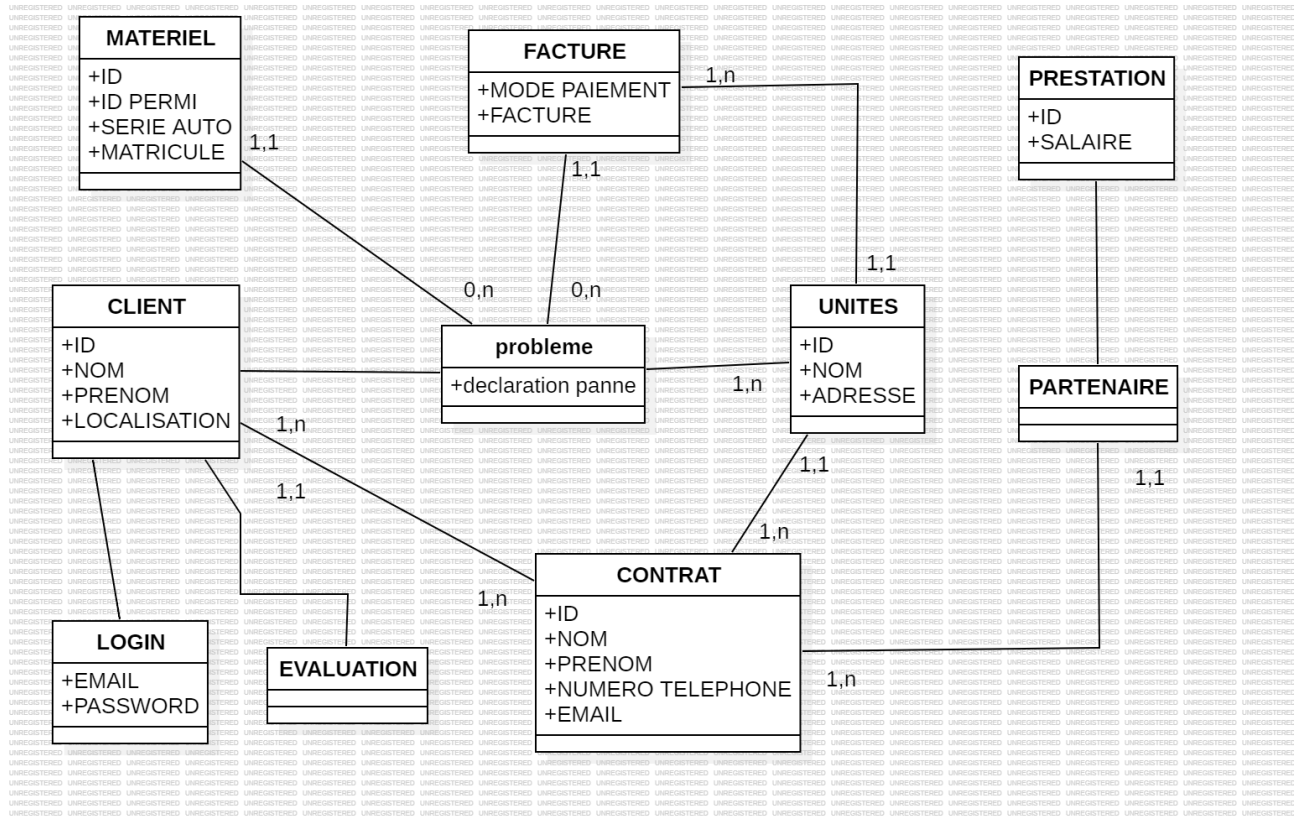 MATERIEL
+ID
+ID PERMI
+SERIE AUTO
+MATRICULE
1,1
FACTURE
+MODE PAIEMENT
+FACTURE
1,n
1,1
PRESTATION
+ID
+SALAIRE
1,1
0,n
0,n
CLIENT
+ID
+NOM
+PRENOM
+LOCALISATION
probleme
+declaration panne
UNITES
+ID
+NOM
+ADRESSE
1,n
PARTENAIRE
1,n
1,1
1,1
1,1
1,n
1,n
LOGIN
+EMAIL
+PASSWORD
EVALUATION
CONTRAT
+ID
+NOM
+PRENOM
+NUMERO TELEPHONE
+EMAIL
1,n
UNREGISTERED